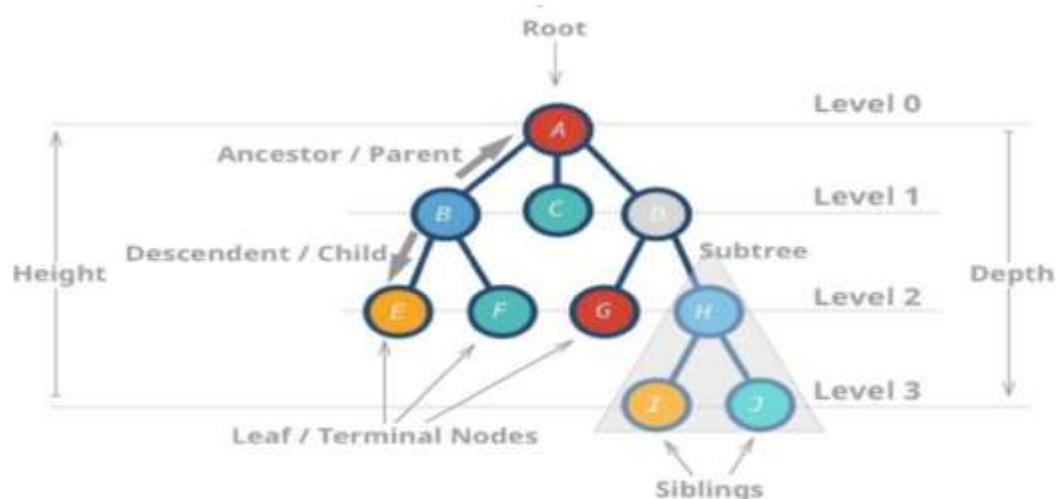 Root
Level 0
A
Ancestor / Parent
Level 1
B
C
D
Descendent / Child
Subtree
Height
Depth
Level 2
E
F
G
H
Level 3
I
J
Leaf / Terminal Nodes
Siblings